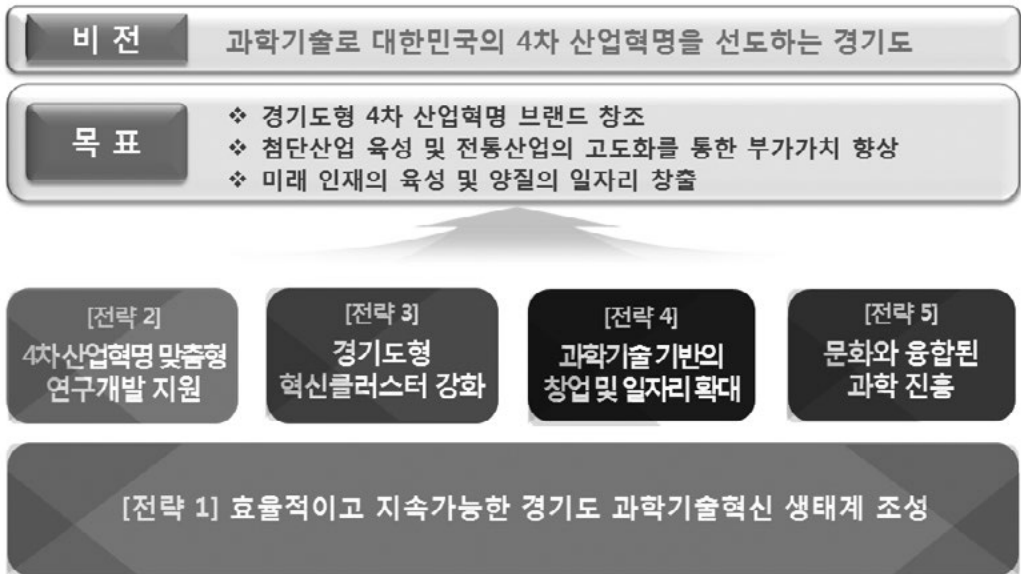 비 전
과학기술로 대한민국의 4차 산업혁명을 선도하는 경기도
목 표
❖ 경기도형 4차 산업혁명 브랜드 창조
❖ 첨단산업 육성 및 전통산업의 고도화를 통한 부가가치 향상
❖ 미래 인재의 육성 및 양질의 일자리 창출
[전략 2]
4차 산업혁명 맞춤형
연구개발 지원
[전략 3]
경기도형
혁신클러스터 강화
[전략 4]
과학기술 기반의
창업 및 일자리 확대
[전략 5]
문화와 융합된
과학 진흥
[전략 1] 효율적이고 지속가능한 경기도 과학기술혁신 생태계 조성